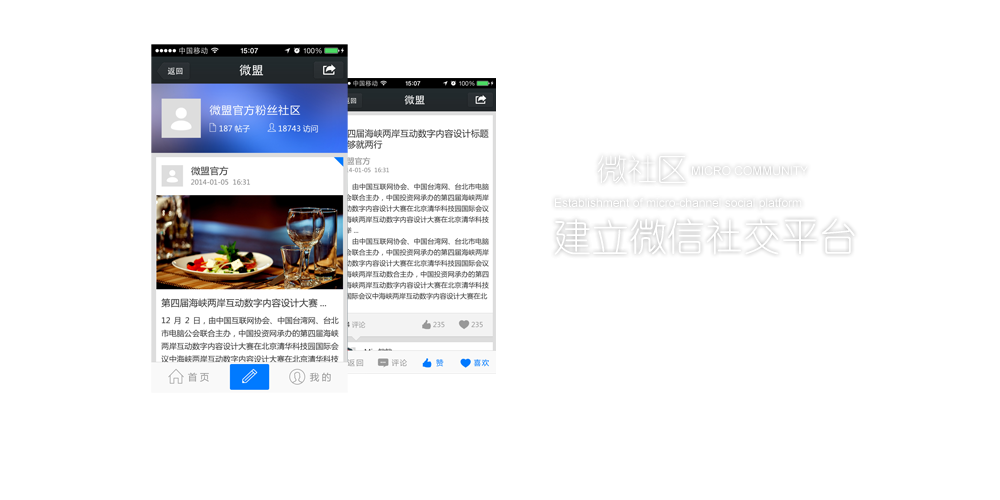 中国移动 15:07 100%
返回 微盟
微盟官方粉丝社区
187 帖子 18743 访问
微盟官方
2014-01-05 16:31
第四届海峡两岸互动数字内容设计大赛 ...
12 月 2 日，由中国互联网协会、中国台湾网、台北
市电脑公会联合主办，中国投资网承办的第四届海峡
两岸互动数字内容设计大赛在北京清华科技园国际会
议中海峡两岸互动数字内容设计大赛在北京清华科技
首页 我的
中国移动 15:07 100%
回 微盟
四届海峡两岸互动数字内容设计标题
够就两行
盟官方
2014-01-05 16:31
，由中国互联网协会、中国台湾网、台北市电脑
会联合主办，中国投资网承办的第四届海峡两岸
动数字内容设计大赛在北京清华科技园国际会议
海峡两岸互动数字内容设计大赛在北京清华科技
...
，由中国互联网协会、中国台湾网、台北市电脑
会联合主办，中国投资网承办的第四届海峡两岸
动数字内容设计大赛在北京清华科技园国际会议
海峡两岸互动数会主办，中国投资网承办的第四
海峡两岸互动数字内容设计大赛在北京清华科技
国际会议中海峡两岸互动数字内容设计大赛在北
评论 235 235
返回 评论 赞 喜欢
微社区 MICRO COMMUNITY
Establishment of micro channel social platform
建立微信社交平台